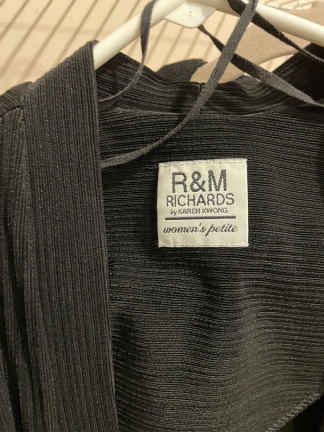 R&M
RICHARDS
by KAREN KWONG
women's petite